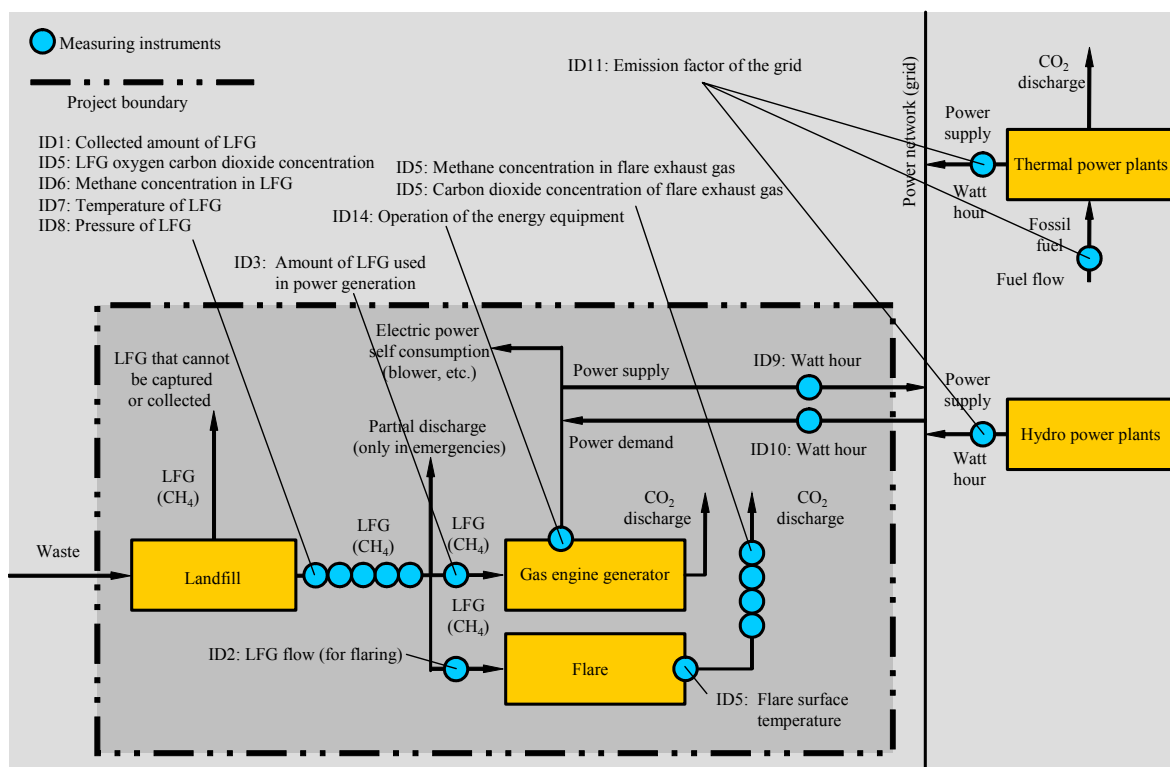 Measuring instruments
Project boundary
ID1: Collected amount of LFG
ID5: LFG oxygen carbon dioxide concentration
ID6: Methane concentration in LFG
ID7: Temperature of LFG
ID8: Pressure of LFG
ID5: Methane concentration in flare exhaust gas
ID5: Carbon dioxide concentration of flare exhaust gas
ID14: Operation of the energy equipment
ID3: Amount of LFG used
in power generation
ID11: Emission factor of the grid
Power network (grid)
CO2
discharge
Power
supply
Thermal power plants
Watt
hour
Fossil
fuel
Fuel flow
LFG that cannot
be captured
or collected
Electric power
self consumption
(blower, etc.)
Power supply
ID9: Watt hour
Power demand
ID10: Watt hour
Power
supply
Hydro power plants
Watt
hour
Partial discharge
(only in emergencies)
LFG
(CH4)
LFG
(CH4)
LFG
(CH4)
CO2
discharge
CO2
discharge
Waste
Landfill
Gas engine generator
LFG
(CH4)
ID2: LFG flow (for flaring)
Flare
ID5: Flare surface
temperature